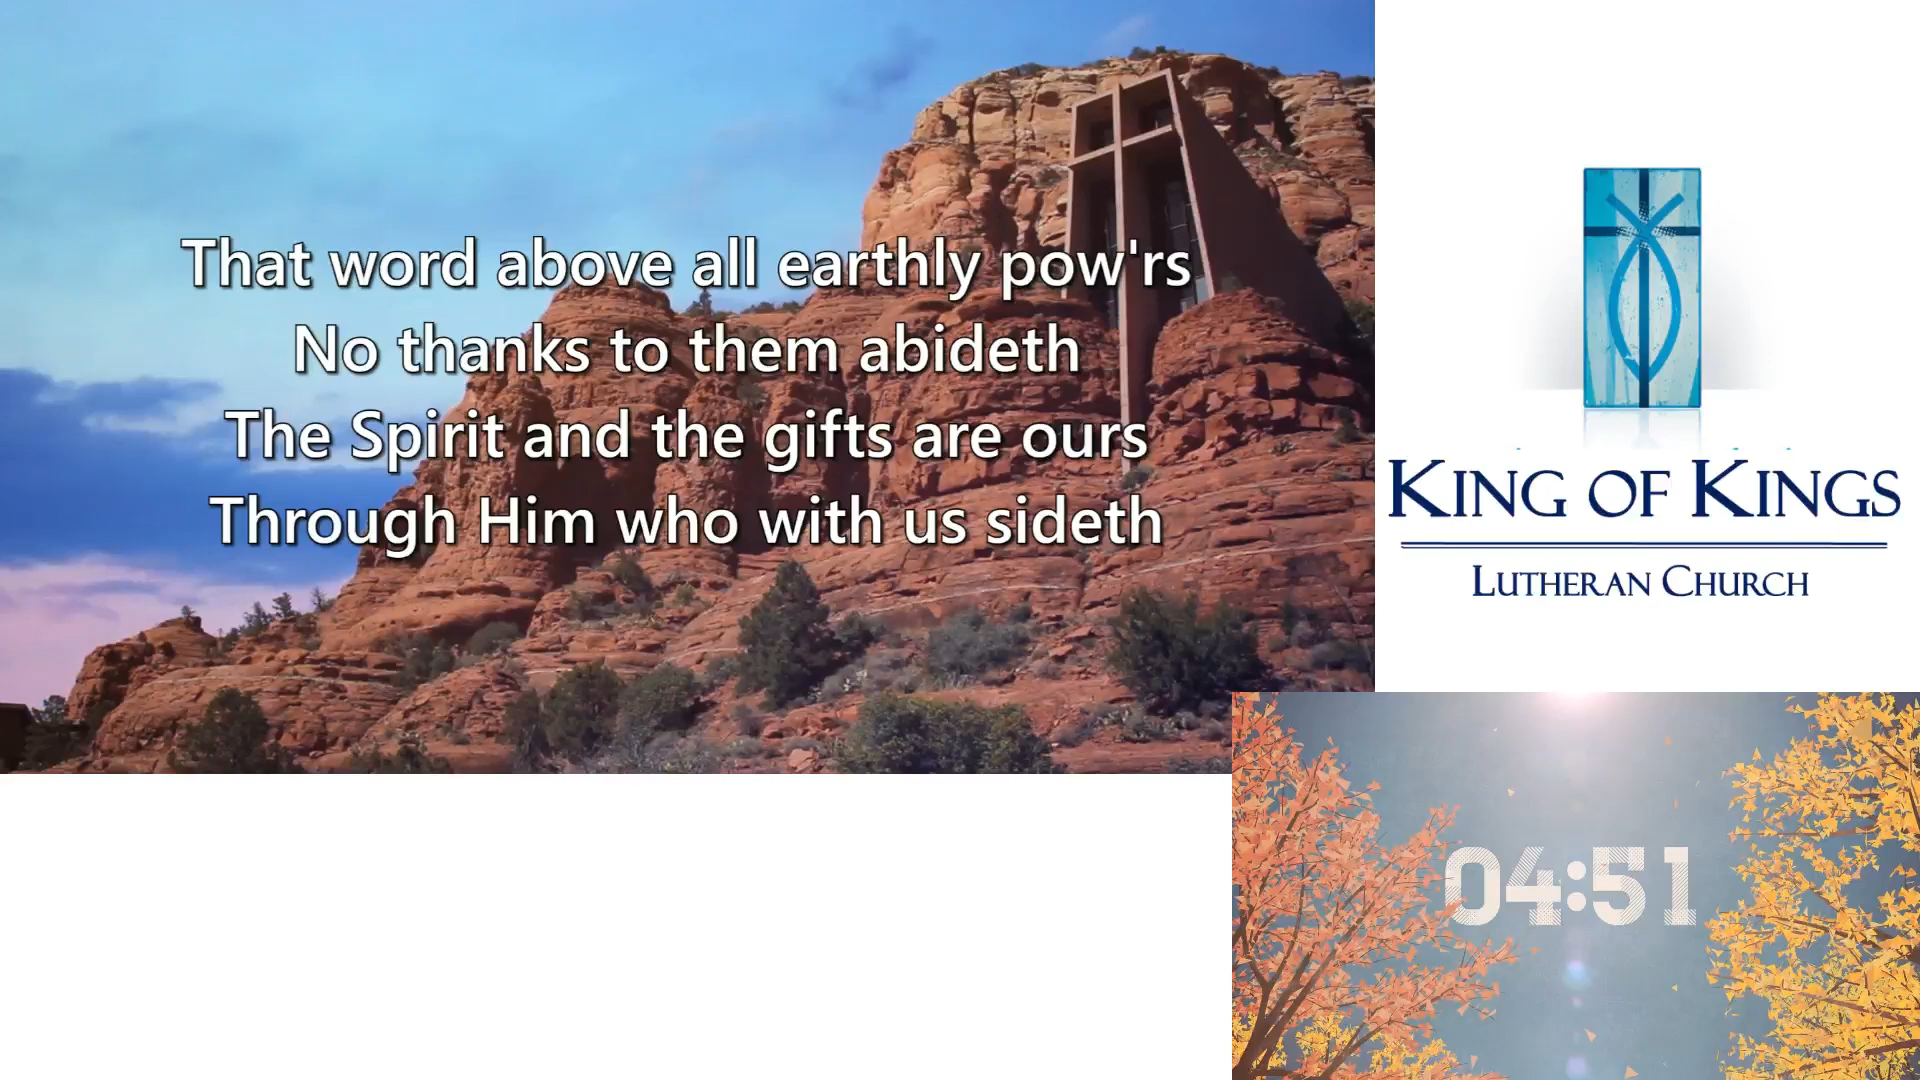 That word above all earthly pow'rs
No thanks to them abideth
The Spirit and the gifts are ours
Through Him who with us sideth
KING OF KINGS
LUTHERAN CHURCH
04:51